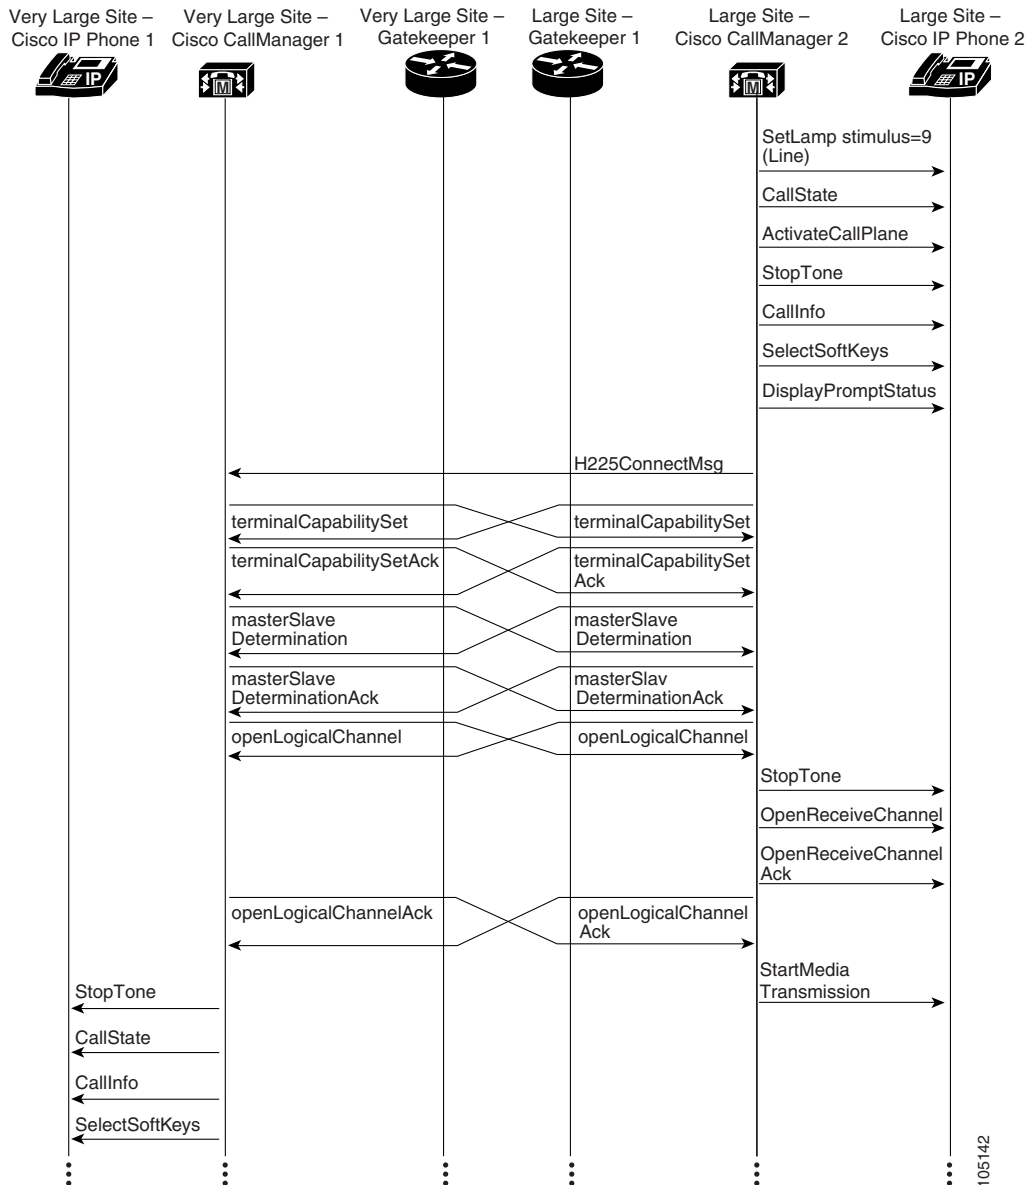 Very Large Site –
Cisco IP Phone 1
Very Large Site –
Cisco CallManager 1
Very Large Site –
Gatekeeper 1
Large Site –
Gatekeeper 1
Large Site –
Cisco CallManager 2
Large Site –
Cisco IP Phone 2
IP
M
M
IP
SetLamp stimulus=9
(Line)
CallState
ActivateCallPlane
StopTone
CallInfo
SelectSoftKeys
DisplayPromptStatus
H225ConnectMsg
terminalCapabilitySet
terminalCapabilitySet
terminalCapabilitySetAck
terminalCapabilitySet
Ack
masterSlave
Determination
masterSlave
Determination
masterSlave
DeterminationAck
masterSlav
DeterminationAck
openLogicalChannel
openLogicalChannel
StopTone
OpenReceiveChannel
OpenReceiveChannel
Ack
openLogicalChannelAck
openLogicalChannel
Ack
StartMedia
Transmission
StopTone
CallState
CallInfo
SelectSoftKeys
105142